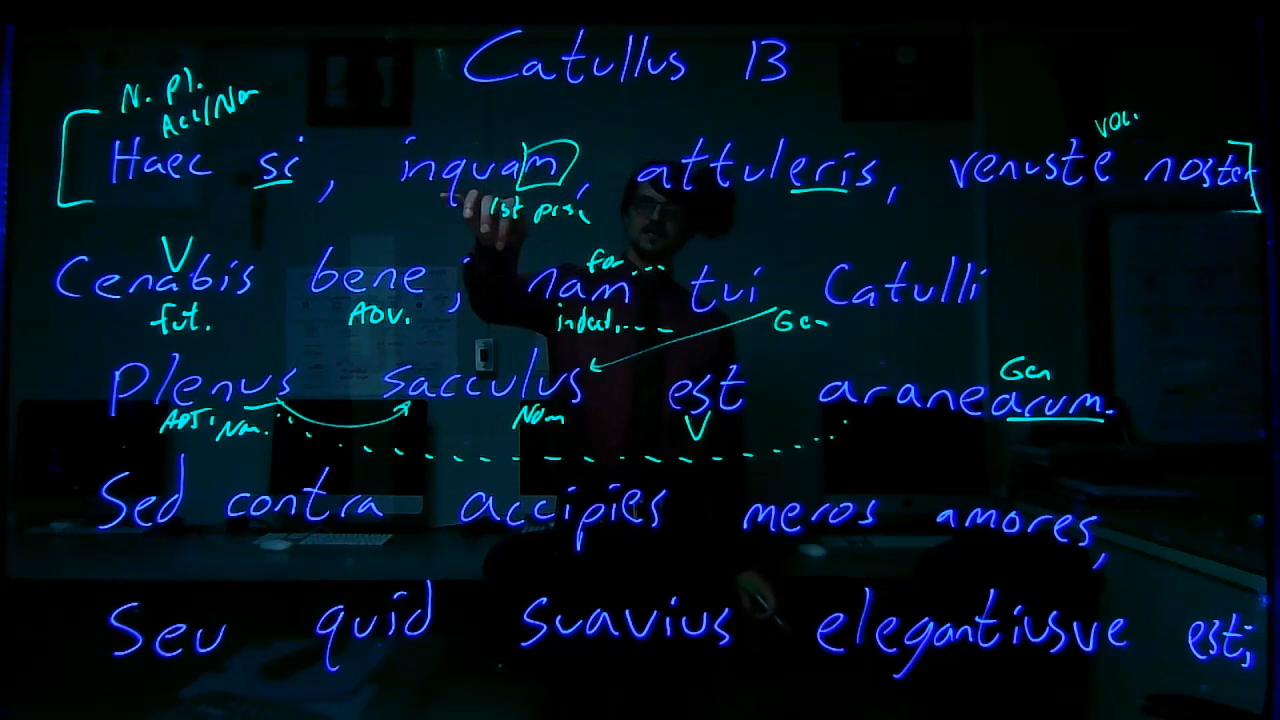 Catullus 13
N. Pl.
Acc/Nom
voc.
Haec si, inquam, attuleris, venuste noster
1st pers.
V
for...
Cenabis bene; nam tui Catulli
fut.
ADV.
indecl....
Gen
Gen
Plenus sacculus est aranearum.
ADJ. Nom.
Nom
V
Sed contra accipies meros amores,
Seu quid suavius elegantiusve est;